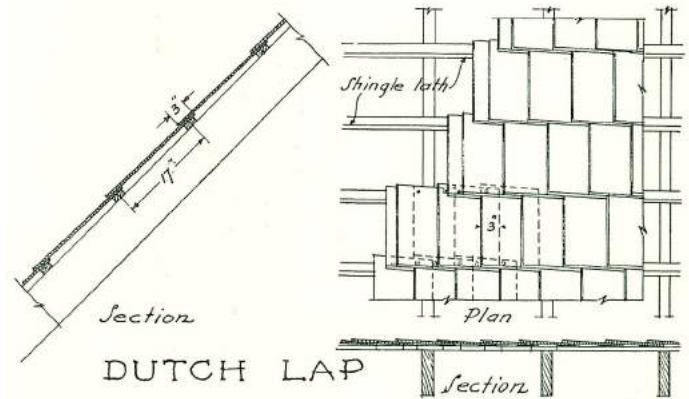 3"
17"
Section
DUTCH LAP
Shingle lath
3"
Plan
Section